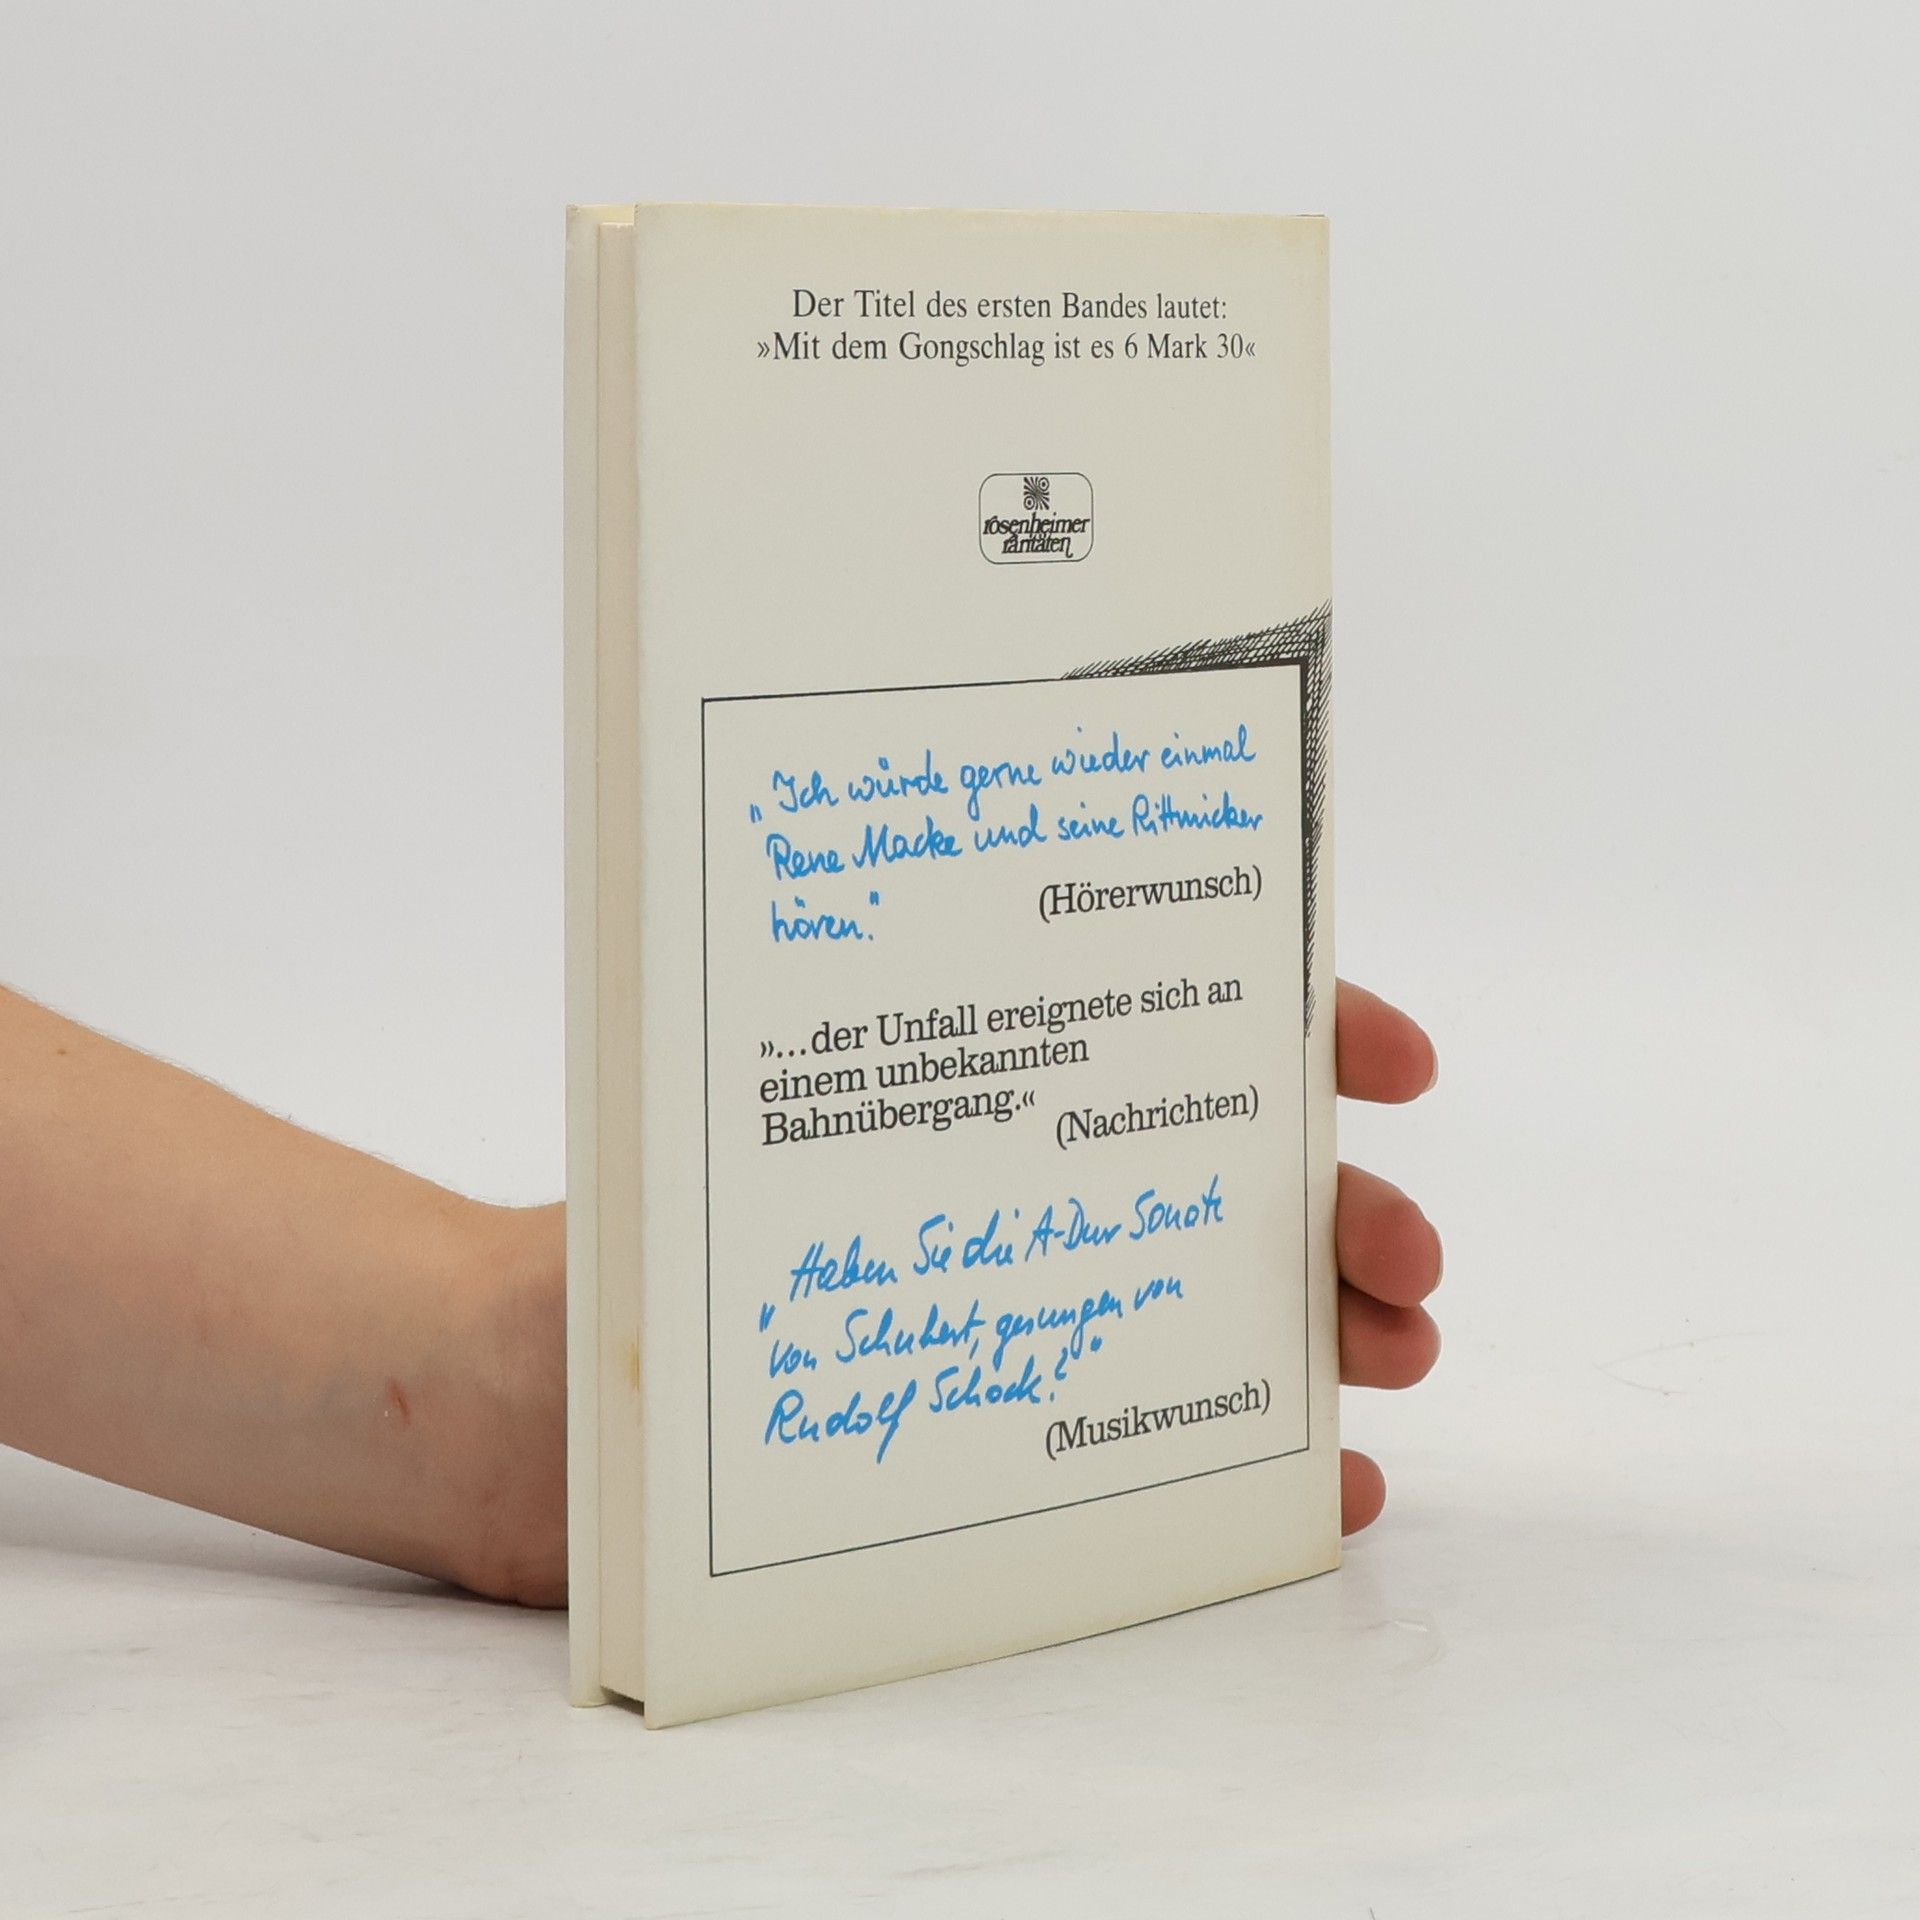 Der Titel des ersten Bandes lautet:
»Mit dem Gongschlag ist es 6 Mark 30«
rosenheimer
raritäten
„Ich würde gerne wieder einmal
Rene Macke und seine Rittmicker
hören."
(Hörerwunsch)
»...der Unfall ereignete sich an
einem unbekannten
Bahnübergang.«
(Nachrichten)
„Haben Sie die A-Dur Sonate
von Schubert, gesungen von
Rudolf Schock?"
(Musikwunsch)